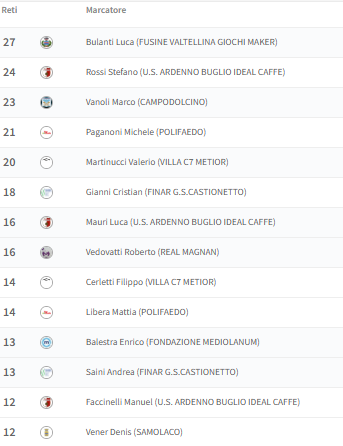 Reti Marcatore
27 Bulanti Luca (FUSINE VALTELLINA GIOCHI MAKER)
24 Rossi Stefano (U.S. ARDENNO BUGLIO IDEAL CAFFE)
23 Vanoli Marco (CAMPODOLCINO)
21 Paganoni Michele (POLIFAEDO)
20 Martinucci Valerio (VILLA C7 METIOR)
18 Gianni Cristian (FINAR G.S.CASTIONETTO)
16 Mauri Luca (U.S. ARDENNO BUGLIO IDEAL CAFFE)
16 Vedovatti Roberto (REAL MAGNAN)
14 Cerletti Filippo (VILLA C7 METIOR)
14 Libera Mattia (POLIFAEDO)
13 Balestra Enrico (FONDAZIONE MEDIOLANUM)
13 Saini Andrea (FINAR G.S.CASTIONETTO)
12 Faccinelli Manuel (U.S. ARDENNO BUGLIO IDEAL CAFFE)
12 Vener Denis (SAMOLACO)